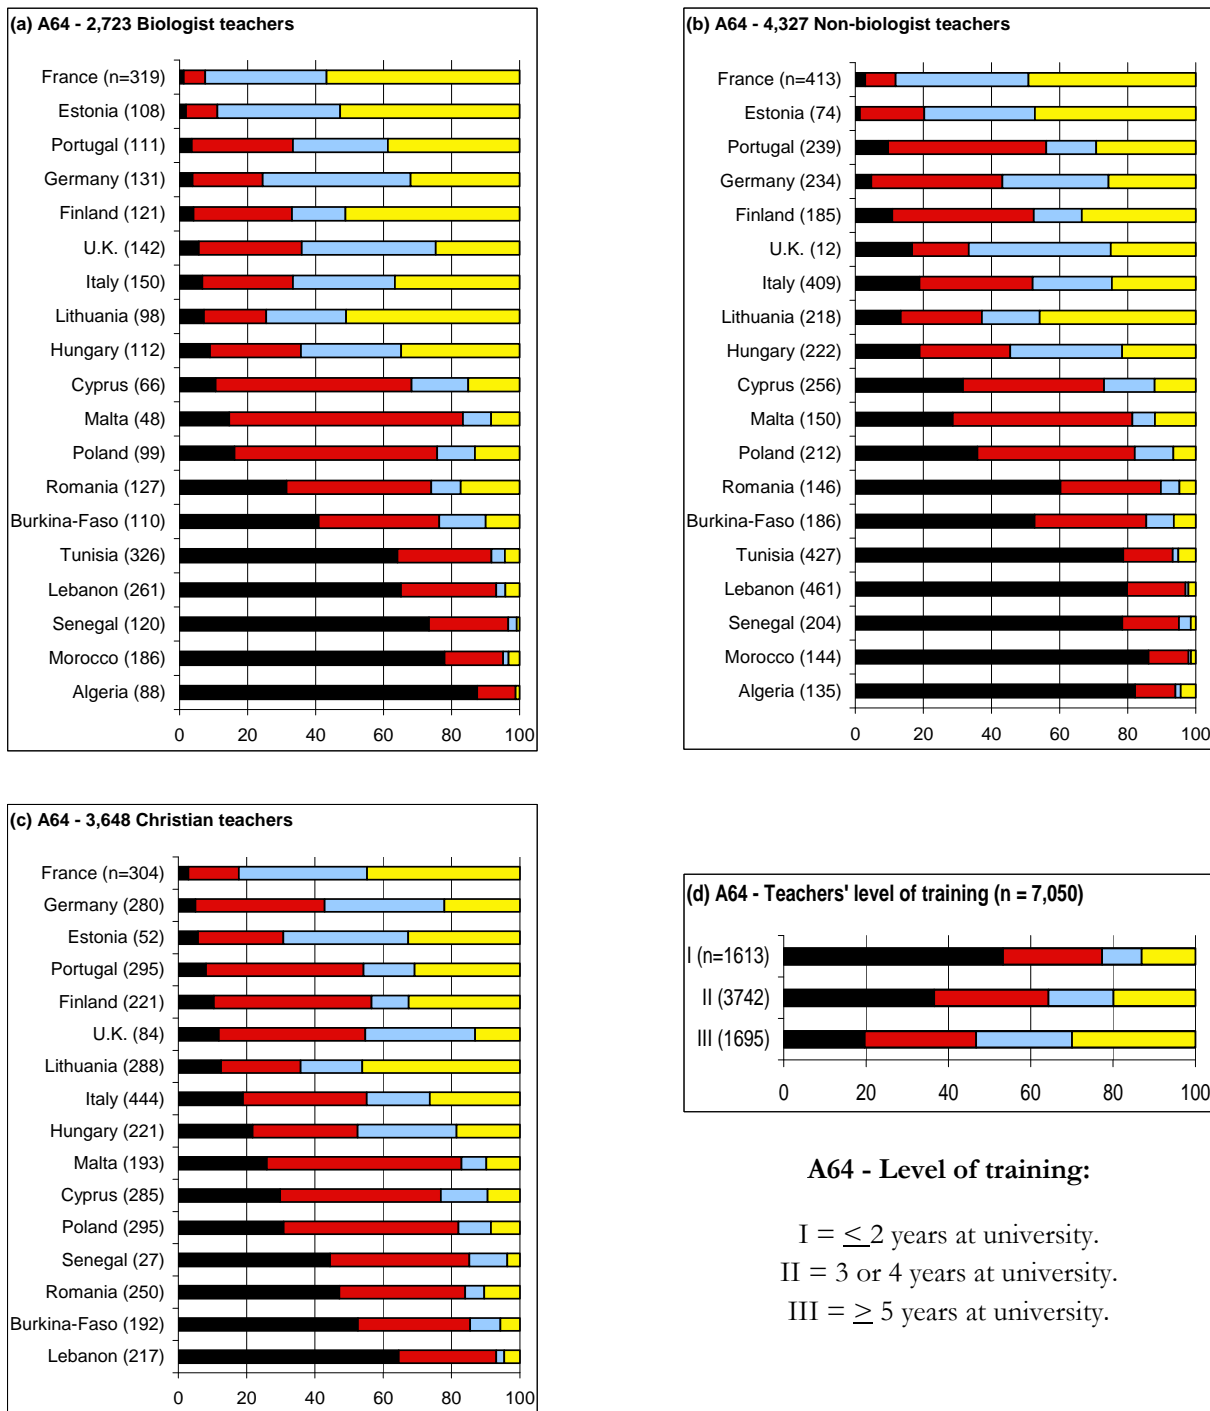 (a) A64 - 2,723 Biologist teachers
France (n=319)
Estonia (108)
Portugal (111)
Germany (131)
Finland (121)
U.K. (142)
Italy (150)
Lithuania (98)
Hungary (112)
Cyprus (66)
Malta (48)
Poland (99)
Romania (127)
Burkina-Faso (110)
Tunisia (326)
Lebanon (261)
Senegal (120)
Morocco (186)
Algeria (88)
0 20 40 60 80 100
(b) A64 - 4,327 Non-biologist teachers
France (n=413)
Estonia (74)
Portugal (239)
Germany (234)
Finland (185)
U.K. (12)
Italy (409)
Lithuania (218)
Hungary (222)
Cyprus (256)
Malta (150)
Poland (212)
Romania (146)
Burkina-Faso (186)
Tunisia (427)
Lebanon (461)
Senegal (204)
Morocco (144)
Algeria (135)
0 20 40 60 80 100
(c) A64 - 3,648 Christian teachers
France (n=304)
Germany (280)
Estonia (52)
Portugal (295)
Finland (221)
U.K. (84)
Lithuania (288)
Italy (444)
Hungary (221)
Malta (193)
Cyprus (285)
Poland (295)
Senegal (27)
Romania (250)
Burkina-Faso (192)
Lebanon (217)
0 20 40 60 80 100
(d) A64 - Teachers' level of training (n = 7,050)
I (n=1613)
II (3742)
III (1695)
0 20 40 60 80 100
A64 - Level of training:
I = ≤ 2 years at university.
II = 3 or 4 years at university.
III = ≥ 5 years at university.